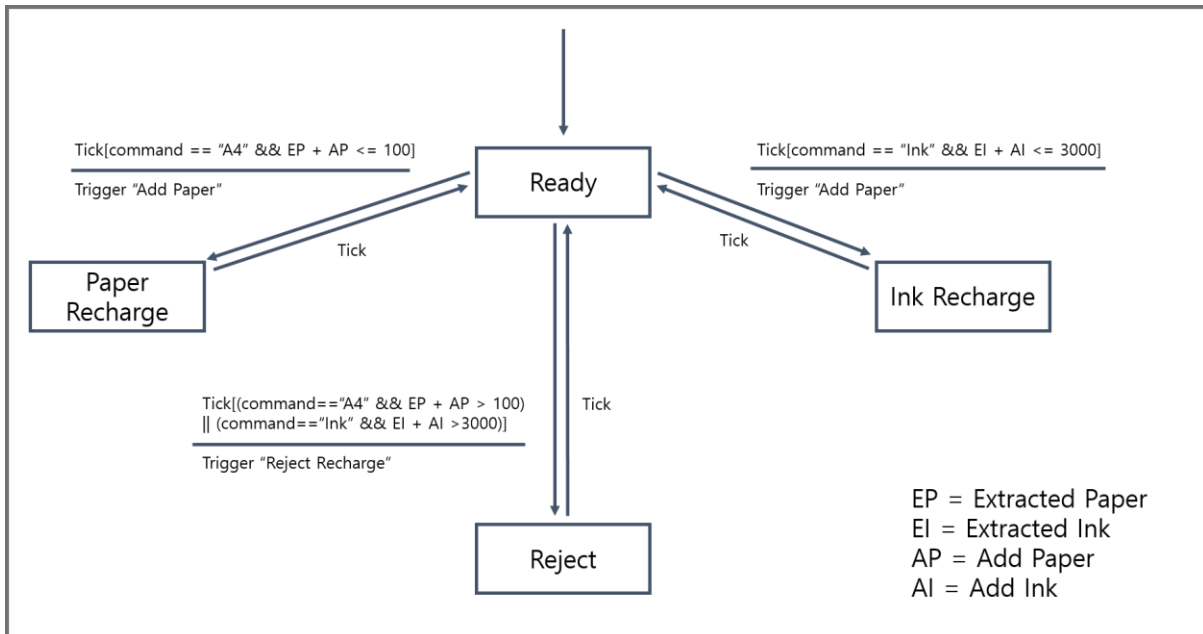 Tick[command == “A4” && EP + AP <= 100]
Trigger “Add Paper”
Tick[command == “Ink” && EI + AI <= 3000]
Trigger “Add Paper”
Ready
Tick
Tick
Paper
Recharge
Ink Recharge
Tick[(command==“A4” && EP + AP > 100)
|| (command==“Ink” && EI + AI >3000)]
Trigger “Reject Recharge”
Tick
Reject
EP = Extracted Paper
EI = Extracted Ink
AP = Add Paper
AI = Add Ink